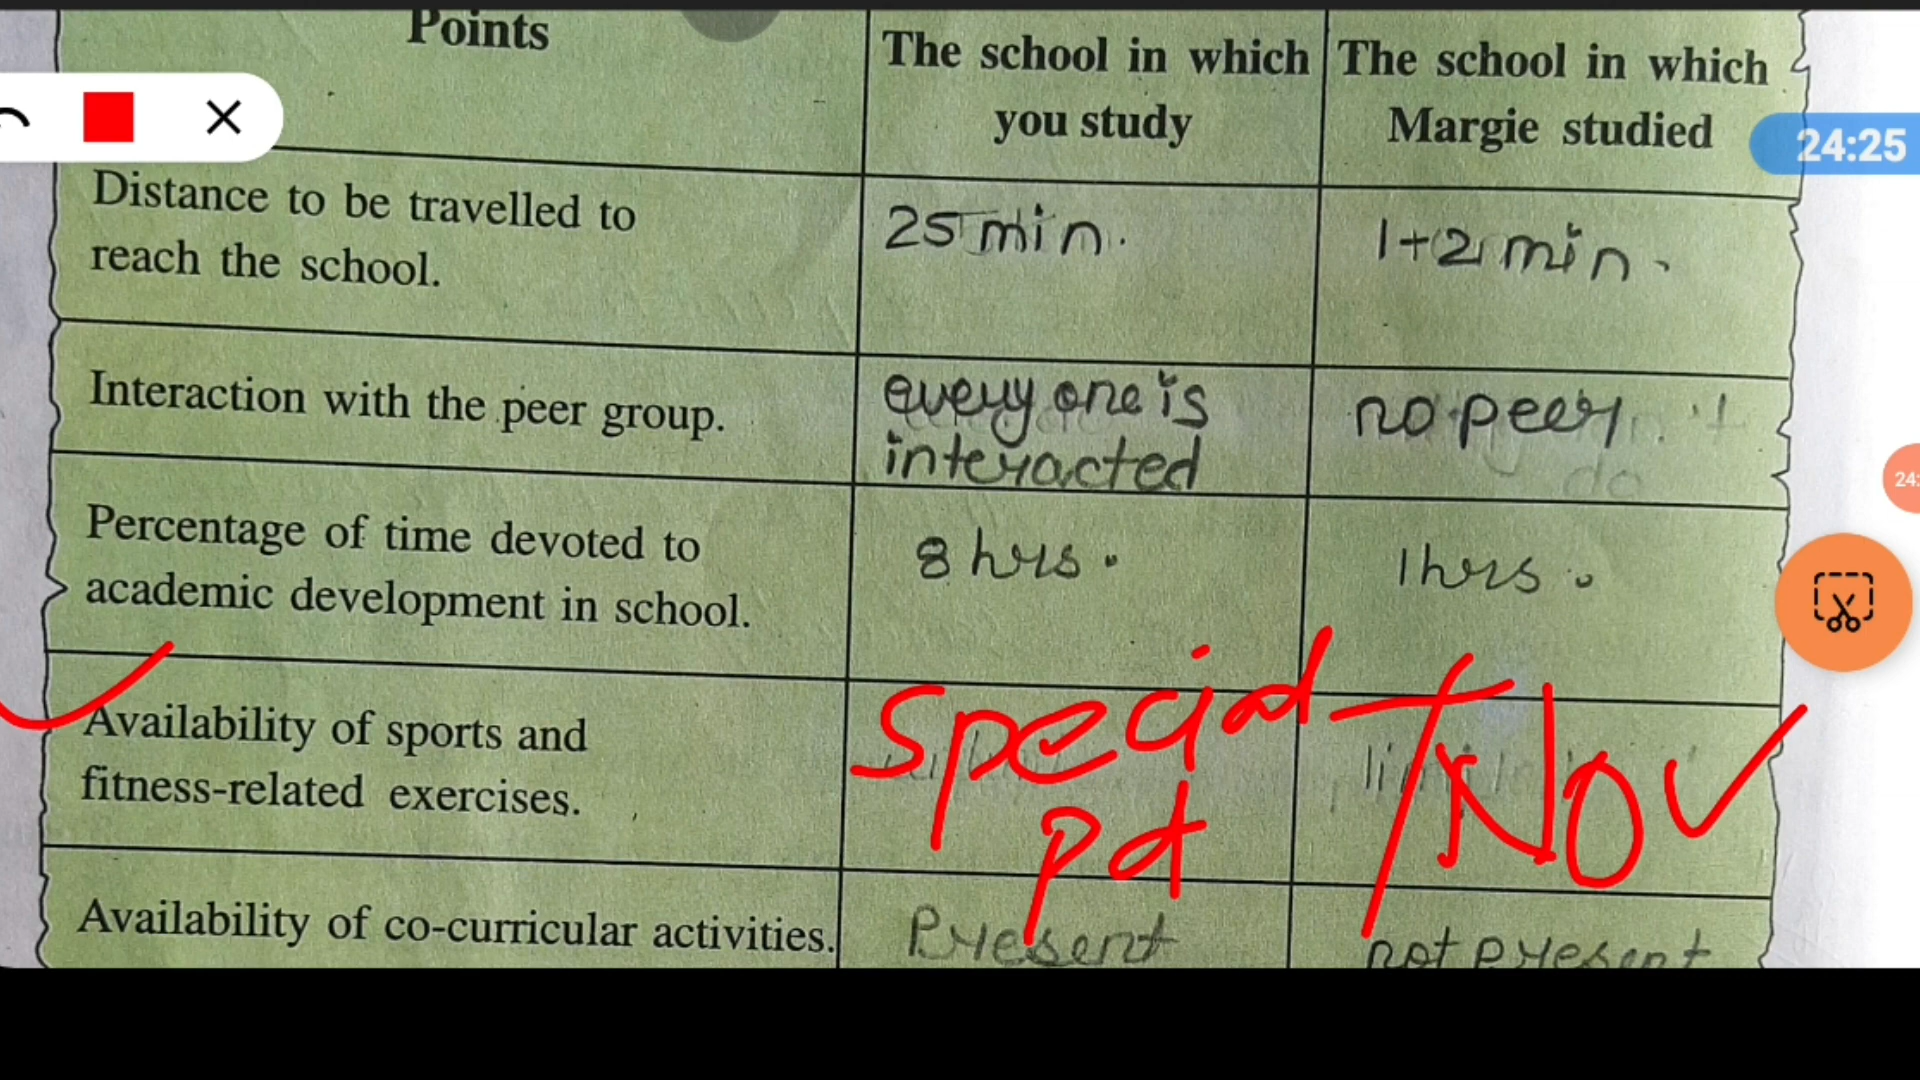 Points
The school in which
you study
The school in which
Margie studied
24:25
Distance to be travelled to
reach the school.
25 min.
1+2 min.
Interaction with the peer group.
every one is
interacted
no peer
24:
Percentage of time devoted to
academic development in school.
8 hrs.
1 hrs.
Availability of sports and
fitness-related exercises.
special
pd
No
Availability of co-curricular activities.
Present
not present